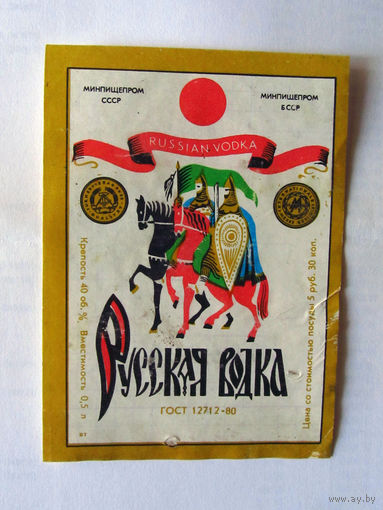 МИНПИЩЕПРОМ
СССР
МИНПИЩЕПРОМ
БССР
RUSSIAN VODKA
Крепость 40 об.% Вместимость 0,5 л
Цена со стоимостью посуды 5 руб. 30 коп.
РУССКАЯ ВОДКА
ГОСТ 12712-80
www.ay.by